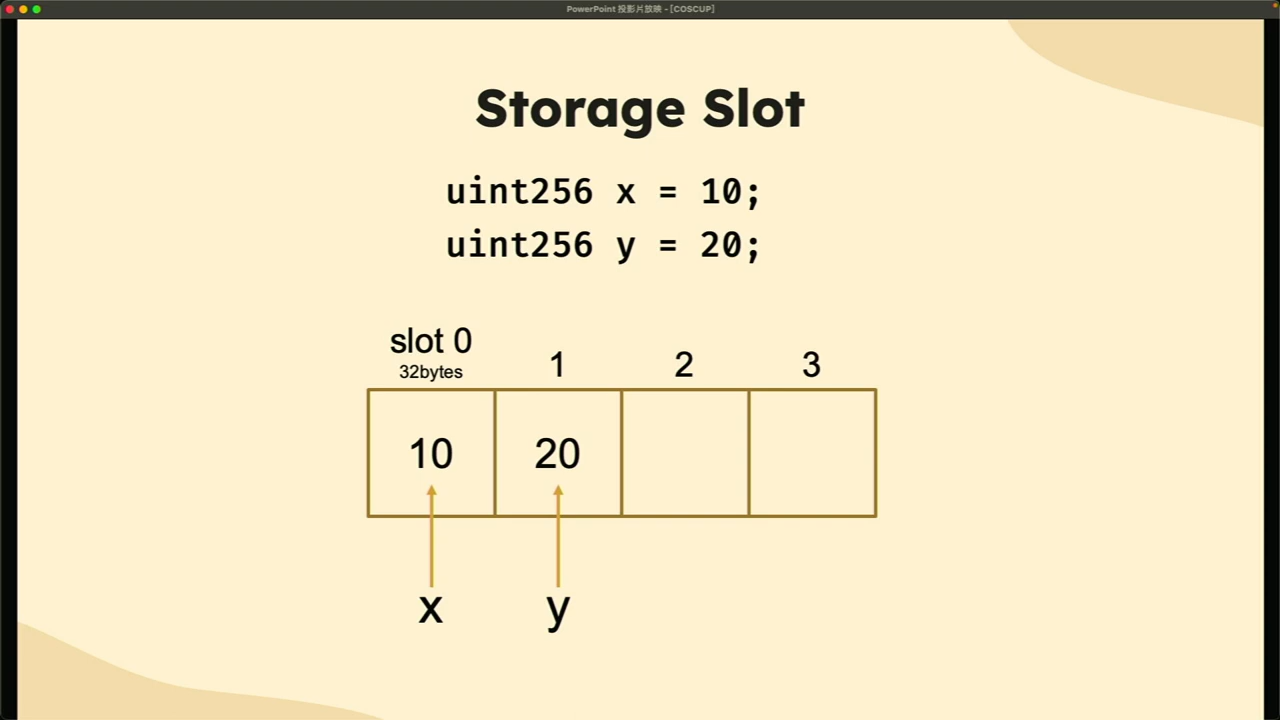 PowerPoint 投影片放映 - [COSCUP]
Storage Slot
uint256 x = 10;
uint256 y = 20;
slot 0 1 2 3
32bytes
10 20
x y